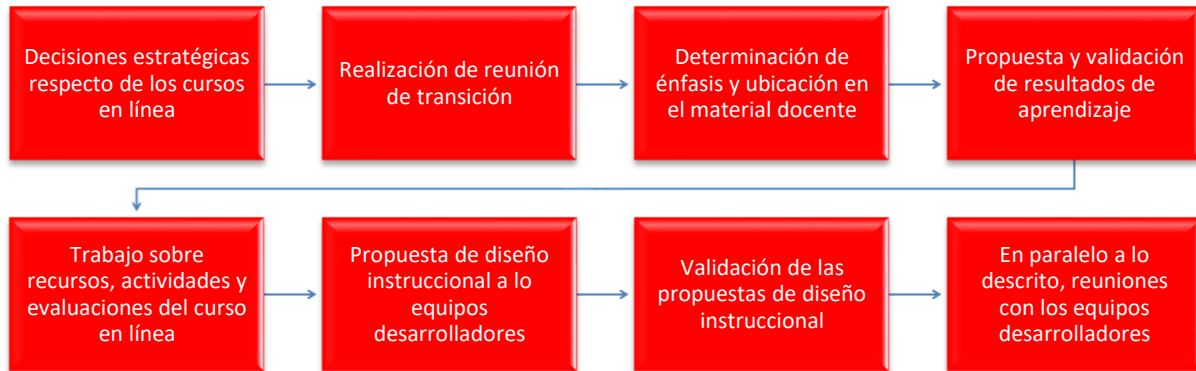 Decisiones estratégicas
respecto de los cursos
en línea
Realización de reunión
de transición
Determinación de
énfasis y ubicación en
el material docente
Propuesta y validación
de resultados de
aprendizaje
Trabajo sobre
recursos, actividades y
evaluaciones del curso
en línea
Propuesta de diseño
instruccional a lo
equipos
desarrolladores
Validación de las
propuestas de diseño
instruccional
En paralelo a lo
descrito, reuniones
con los equipos
desarrolladores